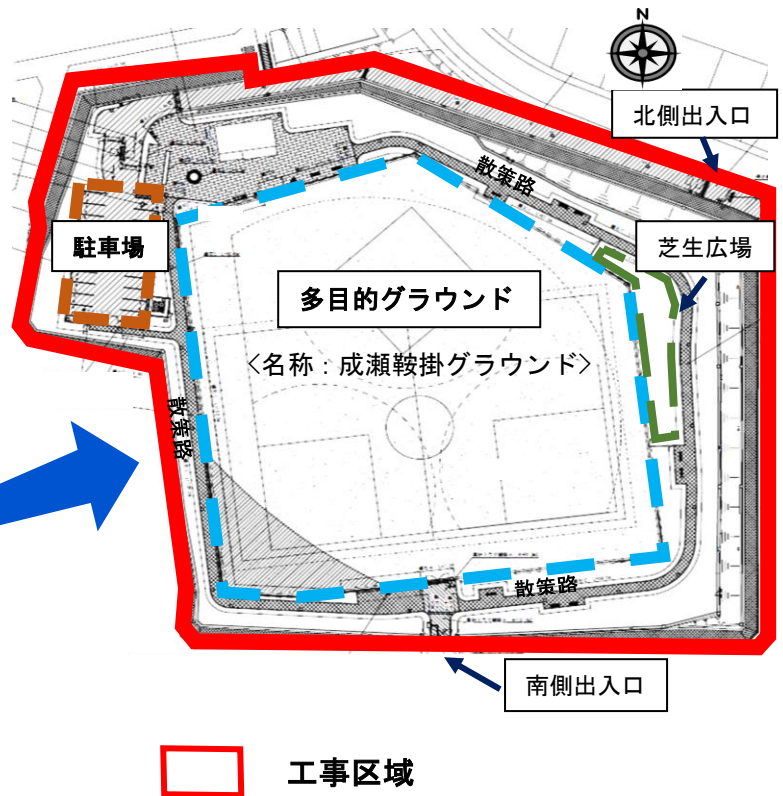 N
北側出入口
散策路
芝生広場
駐車場
多目的グラウンド
<名称：成瀬鞍掛グラウンド>
散策路
散策路
南側出入口
工事区域